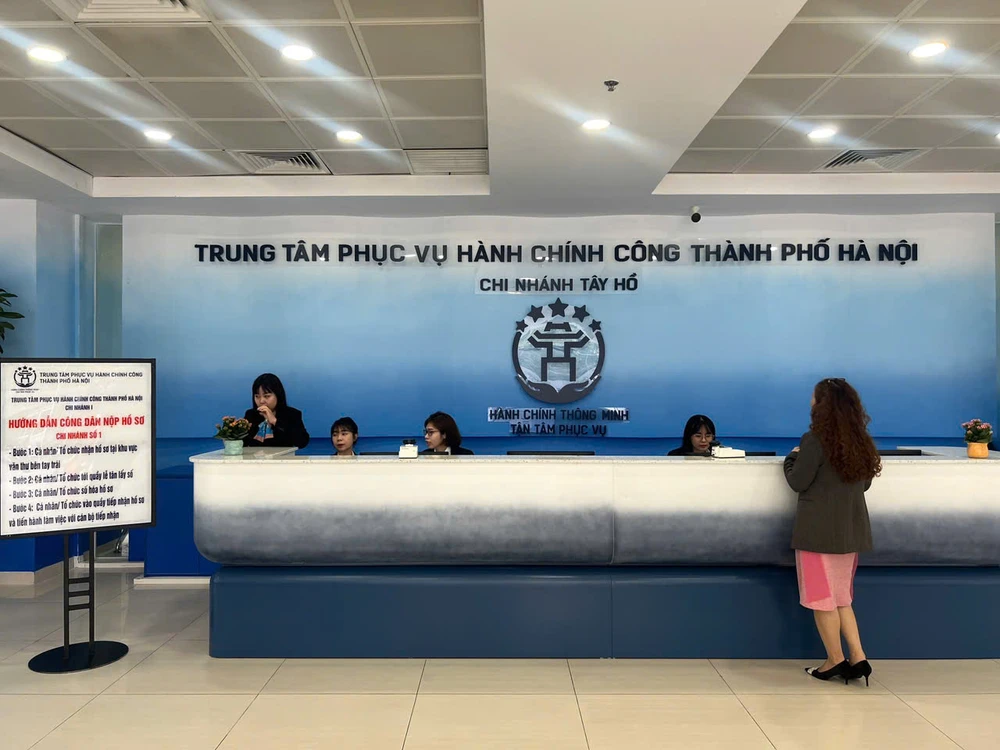 TRUNG TÂM PHỤC VỤ HÀNH CHÍNH CÔNG THÀNH PHỐ HÀ NỘI
CHI NHÁNH TÂY HỒ
HÀNH CHÍNH THÔNG MINH
TẬN TÂM PHỤC VỤ
TRUNG TÂM PHỤC VỤ HÀNH CHÍNH CÔNG
THÀNH PHỐ HÀ NỘI
TRUNG TÂM PHỤC VỤ HÀNH CHÍNH CÔNG THÀNH PHỐ HÀ NỘI
CHI NHÁNH I
HƯỚNG DẪN CÔNG DÂN NỘP HỒ SƠ
CHI NHÁNH SỐ 1
- Bước 1: Cá nhân/ Tổ chức nhận hồ sơ tại khu vực
văn thư bên tay trái
- Bước 2: Cá nhân/ Tổ chức tới quầy lễ tân lấy số
- Bước 3: Cá nhân/ Tổ chức số hóa hồ sơ
- Bước 4: Cá nhân/ Tổ chức vào quầy tiếp nhận hồ sơ
và tiến hành làm việc với cán bộ tiếp nhận